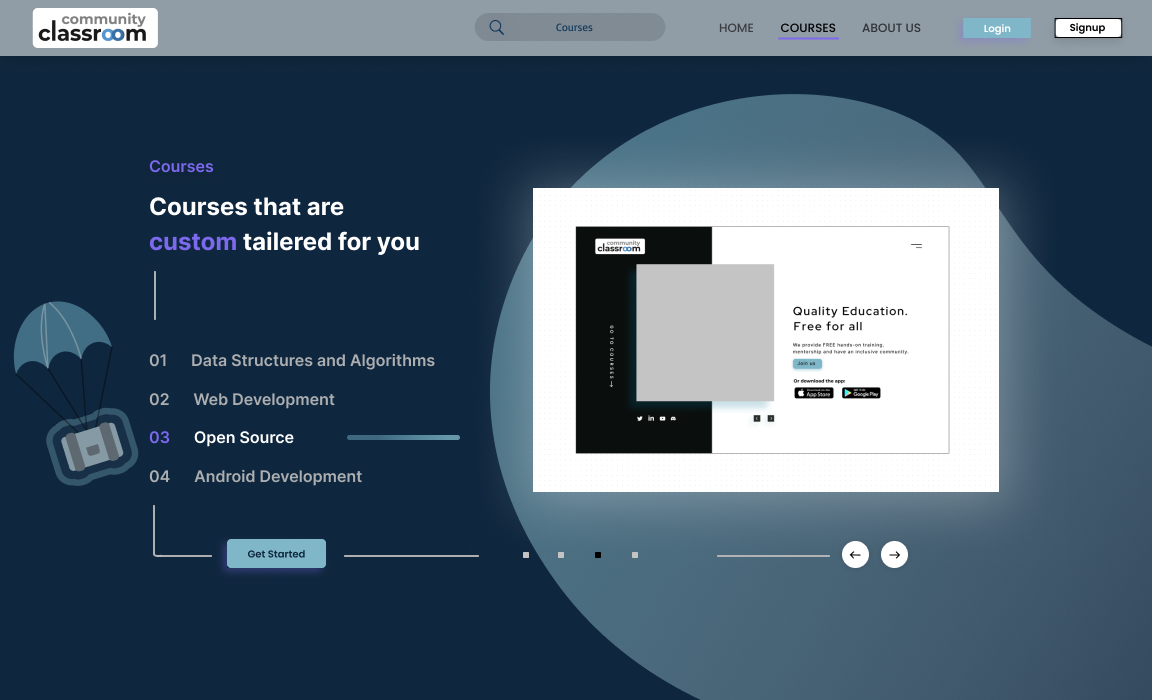 community
classroom
Courses
HOME
COURSES
ABOUT US
Login
Signup
Courses
Courses that are
custom tailered for you
01 Data Structures and Algorithms
02 Web Development
03 Open Source
04 Android Development
Get Started
community
classroom
GO TO COURSES
Quality Education.
Free for all
We provide FREE hands-on training,
mentorship and have an inclusive community.
Join us
Or download the app:
App Store
Google Play